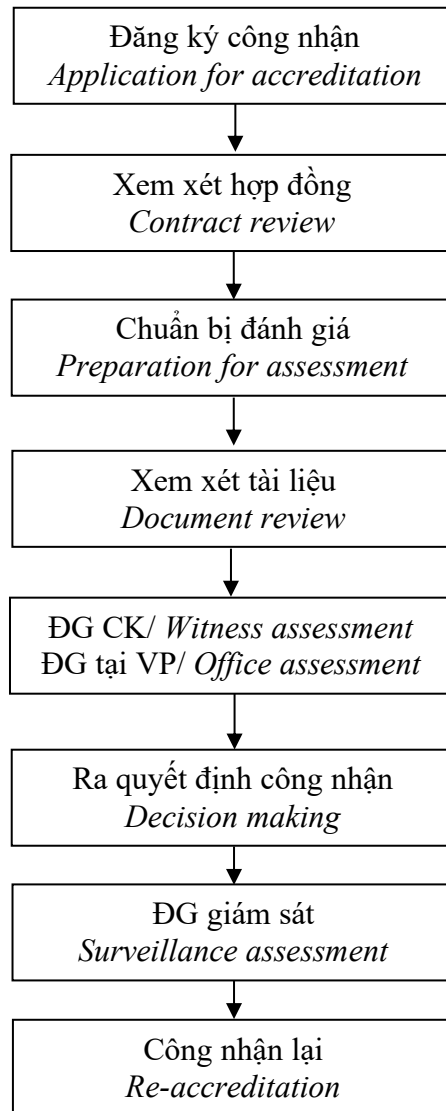 Đăng ký công nhận
Application for accreditation
Xem xét hợp đồng
Contract review
Chuẩn bị đánh giá
Preparation for assessment
Xem xét tài liệu
Document review
ĐG CK/ Witness assessment
ĐG tại VP/ Office assessment
Ra quyết định công nhận
Decision making
ĐG giám sát
Surveillance assessment
Công nhận lại
Re-accreditation